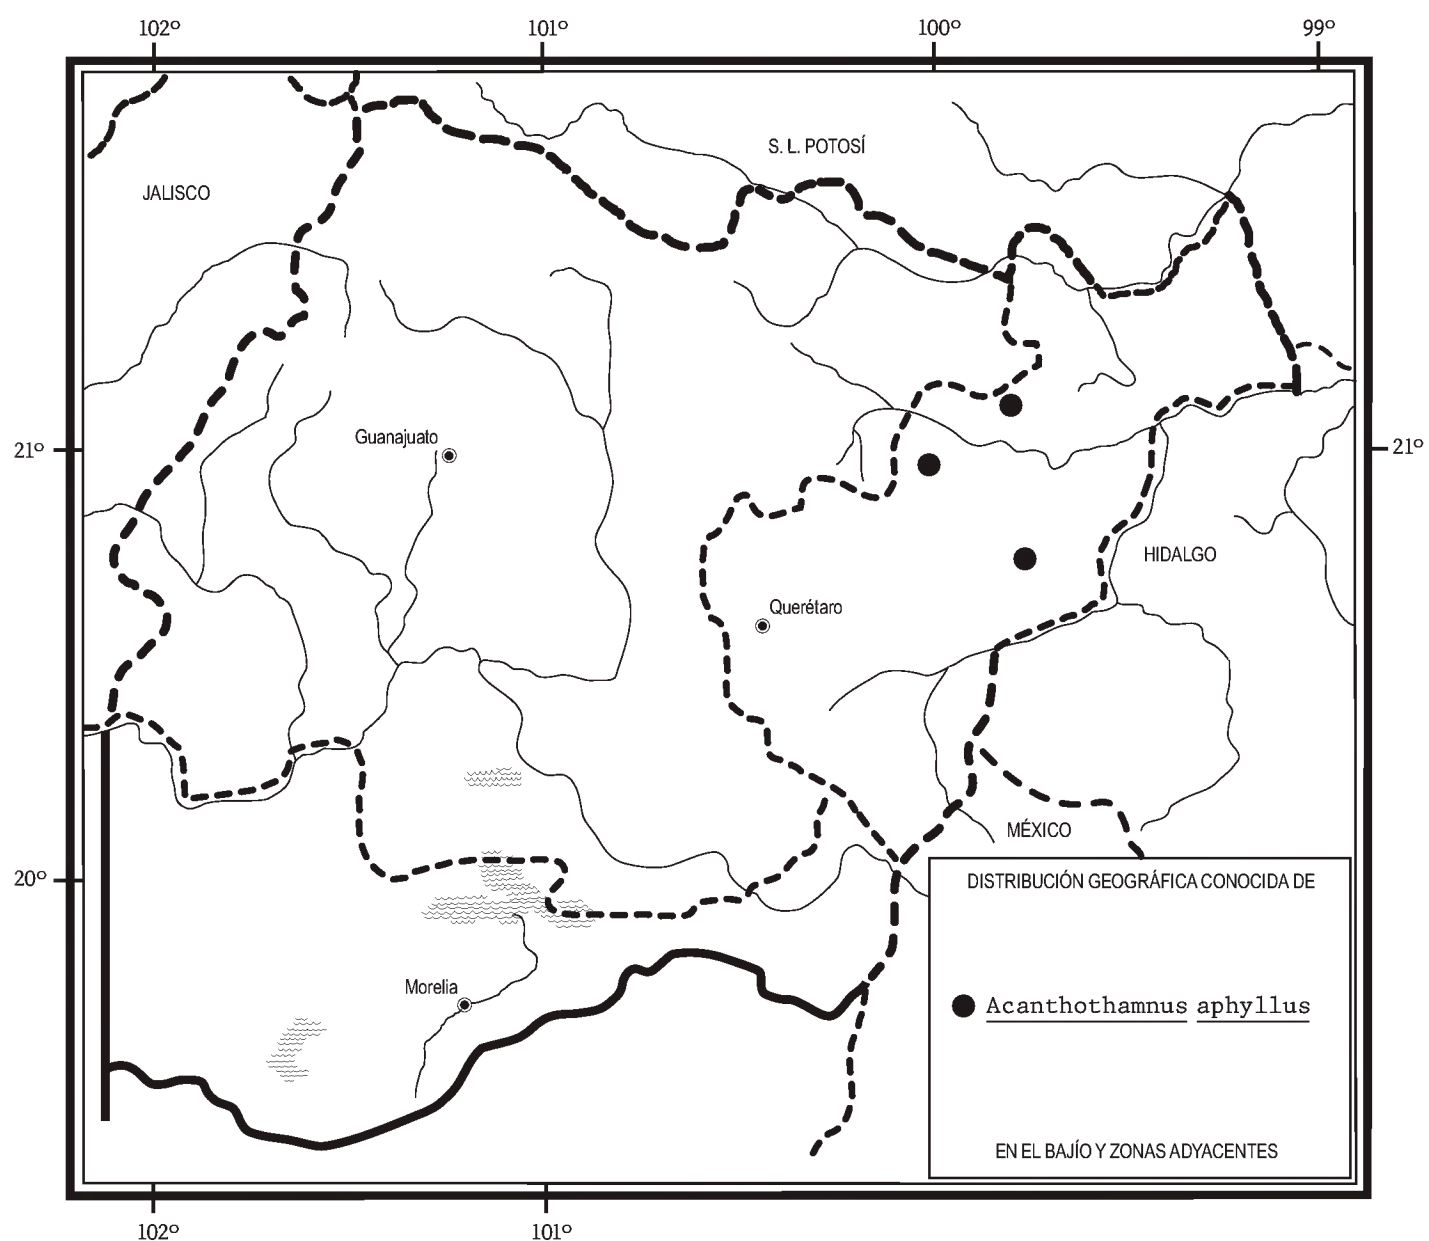 102º 101º 100º 99º
S. L. POTOSÍ
JALISCO
Guanajuato
21º 21º
HIDALGO
Querétaro
MÉXICO
20º
DISTRIBUCIÓN GEOGRÁFICA CONOCIDA DE
Morelia
Acanthothamnus aphyllus
EN EL BAJÍO Y ZONAS ADYACENTES
102º 101º